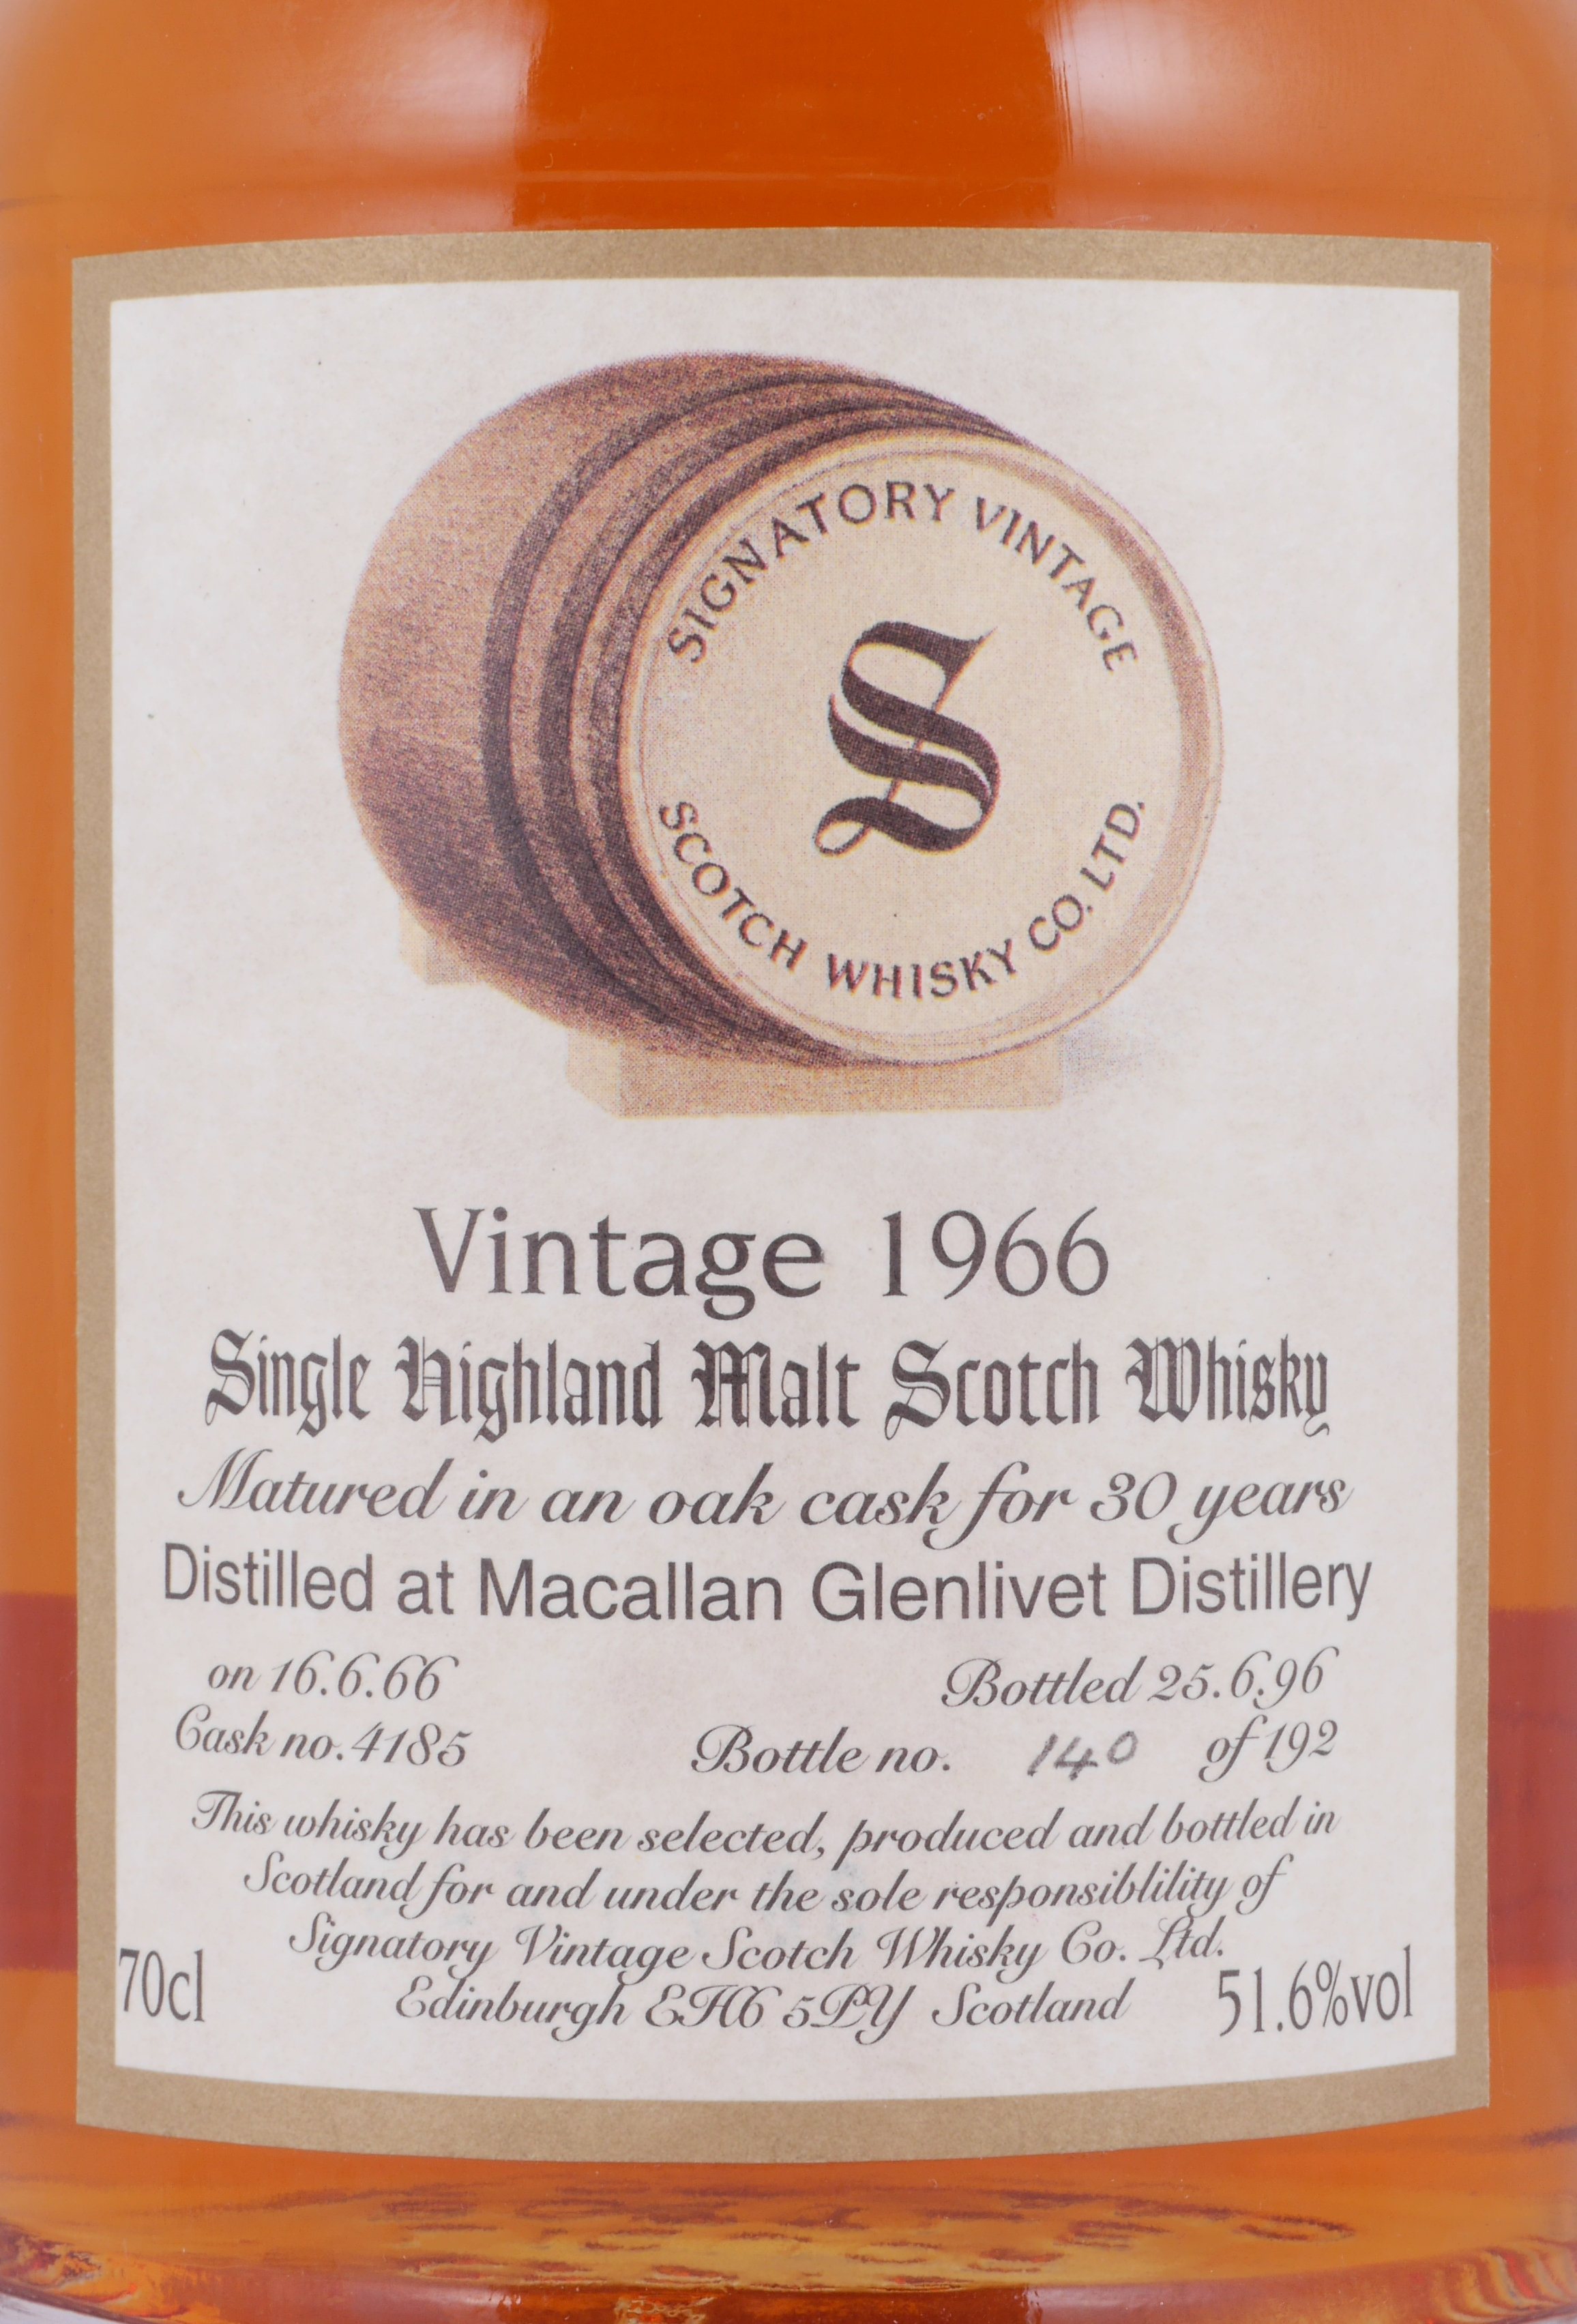 SIGNATORY VINTAGE
S
SCOTCH WHISKY CO. LTD.
Vintage 1966
Single Highland Malt Scotch Whisky
Matured in an oak cask for 30 years
Distilled at Macallan Glenlivet Distillery
on 16.6.66 Bottled 25.6.96
Cask no. 4185 Bottle no. 140 of 192
This whisky has been selected, produced and bottled in
Scotland for and under the sole responsiblility of
Signatory Vintage Scotch Whisky Co. Ltd.
70cl Edinburgh EH6 5PY Scotland 51.6%vol